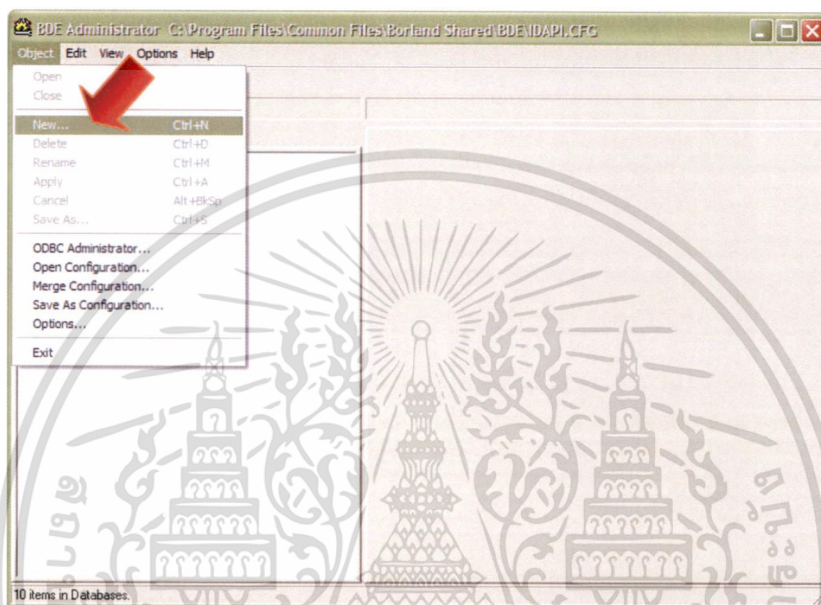 BDE Administrator C:\Program Files\Common Files\Borland Shared\BDE\IDAPI.CFG
Object Edit View Options Help
Open
Close
New... Ctrl+N
Delete Ctrl+D
Rename Ctrl+M
Apply Ctrl+A
Cancel Alt+BkSp
Save As... Ctrl+S
ODBC Administrator...
Open Configuration...
Merge Configuration...
Save As Configuration...
Options...
Exit
10 items in Databases.